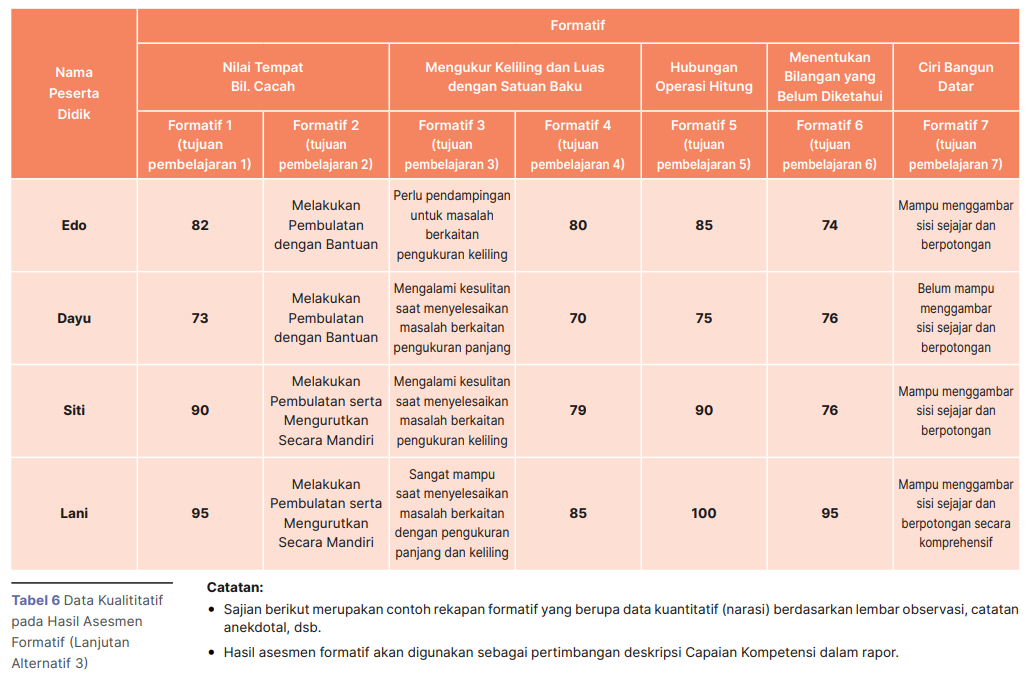 Nama
Peserta
Didik
Formatif
Nilai Tempat
Bil. Cacah
Mengukur Keliling dan Luas
dengan Satuan Baku
Hubungan
Operasi Hitung
Menentukan
Bilangan yang
Belum Diketahui
Ciri Bangun
Datar
Formatif 1
(tujuan
pembelajaran 1)
Formatif 2
(tujuan
pembelajaran 2)
Formatif 3
(tujuan
pembelajaran 3)
Formatif 4
(tujuan
pembelajaran 4)
Formatif 5
(tujuan
pembelajaran 5)
Formatif 6
(tujuan
pembelajaran 6)
Formatif 7
(tujuan
pembelajaran 7)
Edo
82
Melakukan
Pembulatan
dengan Bantuan
Perlu pendampingan
untuk masalah
berkaitan
pengukuran keliling
80
85
74
Mampu menggambar
sisi sejajar dan
berpotongan
Dayu
73
Melakukan
Pembulatan
dengan Bantuan
Mengalami kesulitan
saat menyelesaikan
masalah berkaitan
pengukuran panjang
70
75
76
Belum mampu
menggambar
sisi sejajar dan
berpotongan
Siti
90
Melakukan
Pembulatan serta
Mengurutkan
Secara Mandiri
Mengalami kesulitan
saat menyelesaikan
masalah berkaitan
pengukuran keliling
79
90
76
Mampu menggambar
sisi sejajar dan
berpotongan
Lani
95
Melakukan
Pembulatan serta
Mengurutkan
Secara Mandiri
Sangat mampu
saat menyelesaikan
masalah berkaitan
dengan pengukuran
panjang dan keliling
85
100
95
Mampu menggambar
sisi sejajar dan
berpotongan secara
komprehensif
Tabel 6 Data Kualititatif
pada Hasil Asesmen
Formatif (Lanjutan
Alternatif 3)
Catatan:
• Sajian berikut merupakan contoh rekapan formatif yang berupa data kuantitatif (narasi) berdasarkan lembar observasi, catatan
anekdotal, dsb.
• Hasil asesmen formatif akan digunakan sebagai pertimbangan deskripsi Capaian Kompetensi dalam rapor.